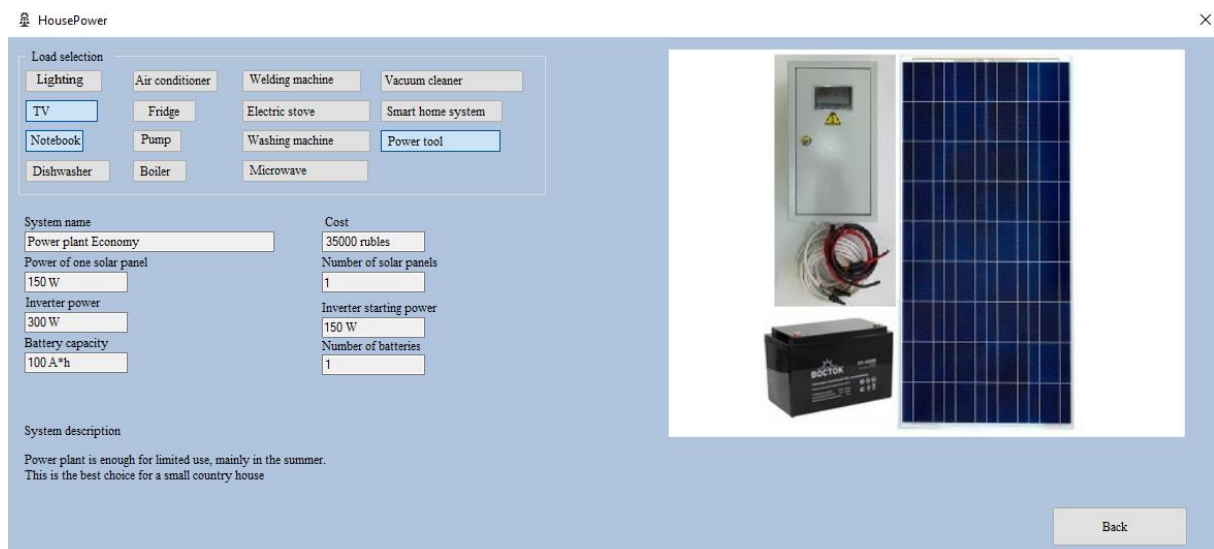 HousePower
Load selection
Lighting Air conditioner Welding machine Vacuum cleaner
TV Fridge Electric stove Smart home system
Notebook Pump Washing machine Power tool
Dishwasher Boiler Microwave
System name Cost
Power plant Economy 35000 rubles
Power of one solar panel Number of solar panels
150 W 1
Inverter power Inverter starting power
300 W 150 W
Battery capacity Number of batteries
100 A*h 1
ВОСТОК
System description
Power plant is enough for limited use, mainly in the summer.
This is the best choice for a small country house
Back